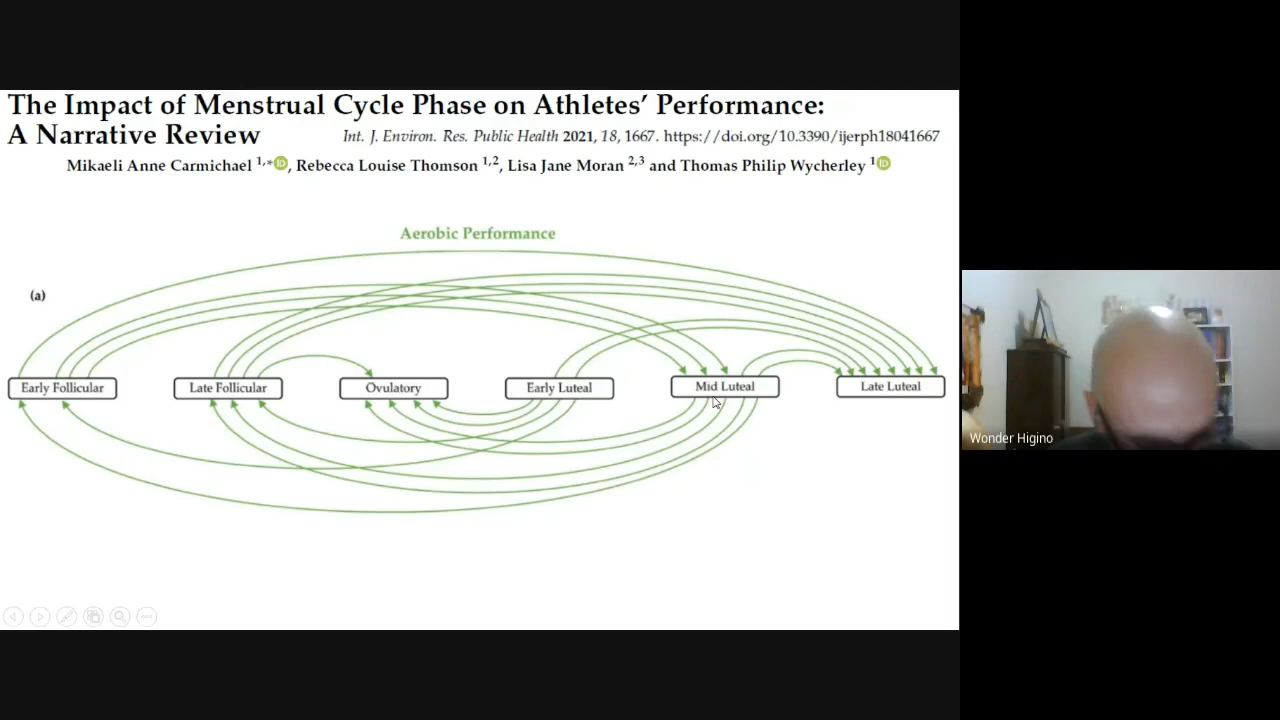 The Impact of Menstrual Cycle Phase on Athletes' Performance:
A Narrative Review
Int. J. Environ. Res. Public Health 2021, 18, 1667. https://doi.org/10.3390/ijerph18041667
Mikaeli Anne Carmichael 1,* iD, Rebecca Louise Thomson 1,2, Lisa Jane Moran 2,3 and Thomas Philip Wycherley 1 iD
Aerobic Performance
(a)
Early Follicular
Late Follicular
Ovulatory
Early Luteal
Mid Luteal
Late Luteal
Wonder Higino